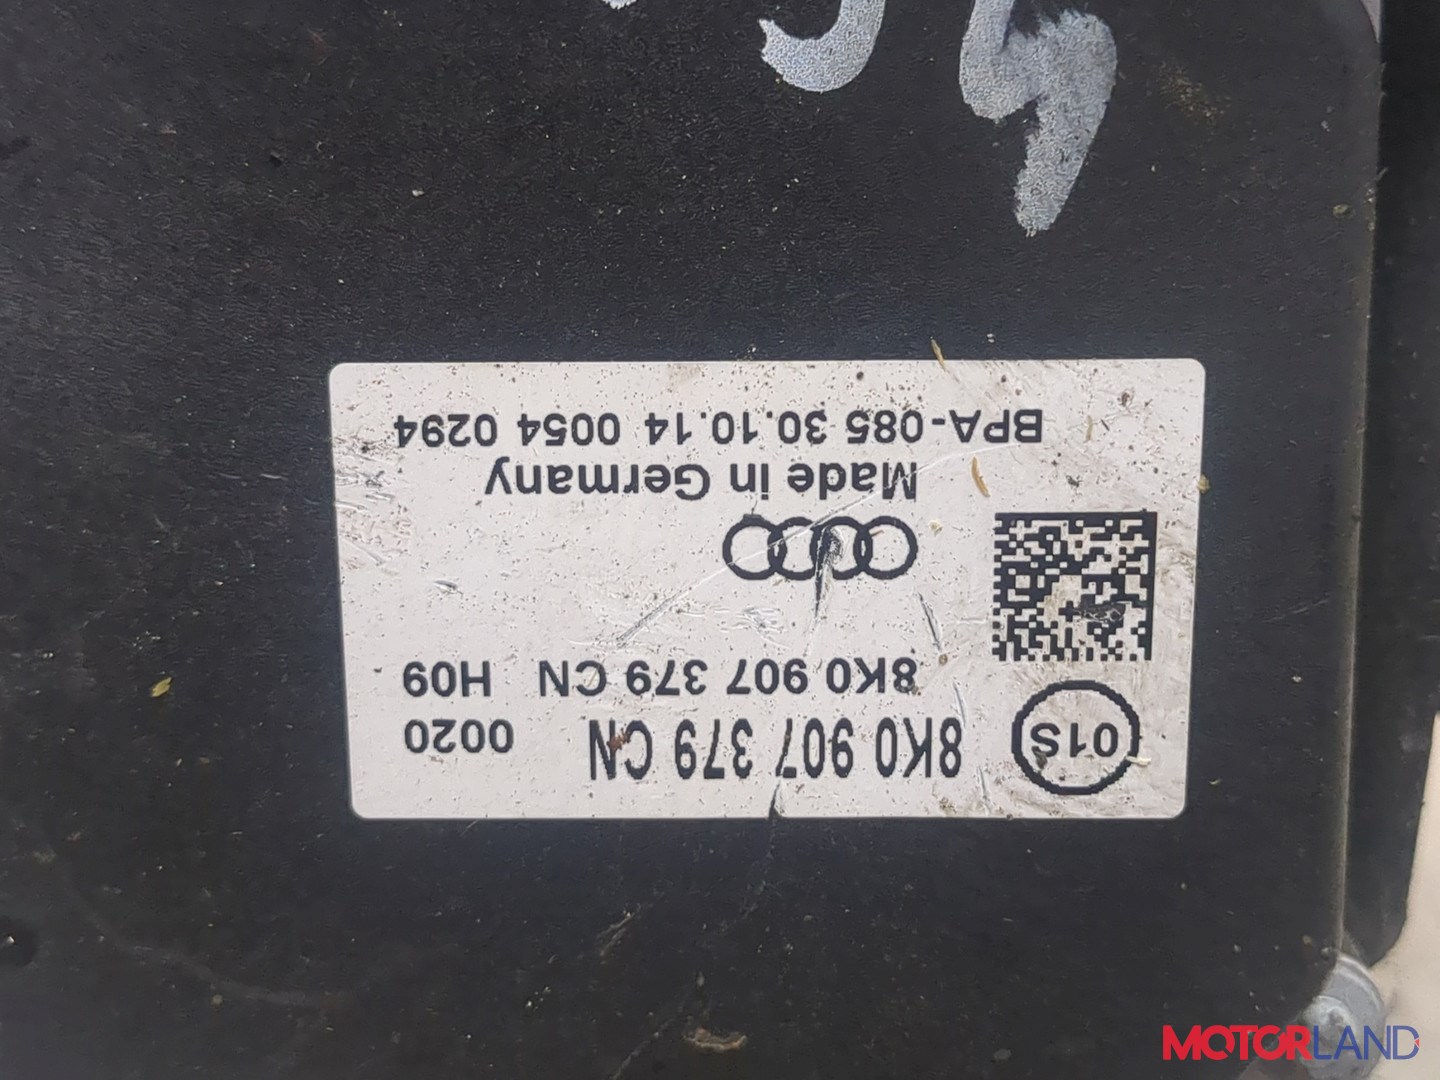 01S 8K0 907 379 CN 0020
8K0 907 379 CN H09
Made in Germany
BPA-085 30.10.14 0054 0294
MOTORLAND